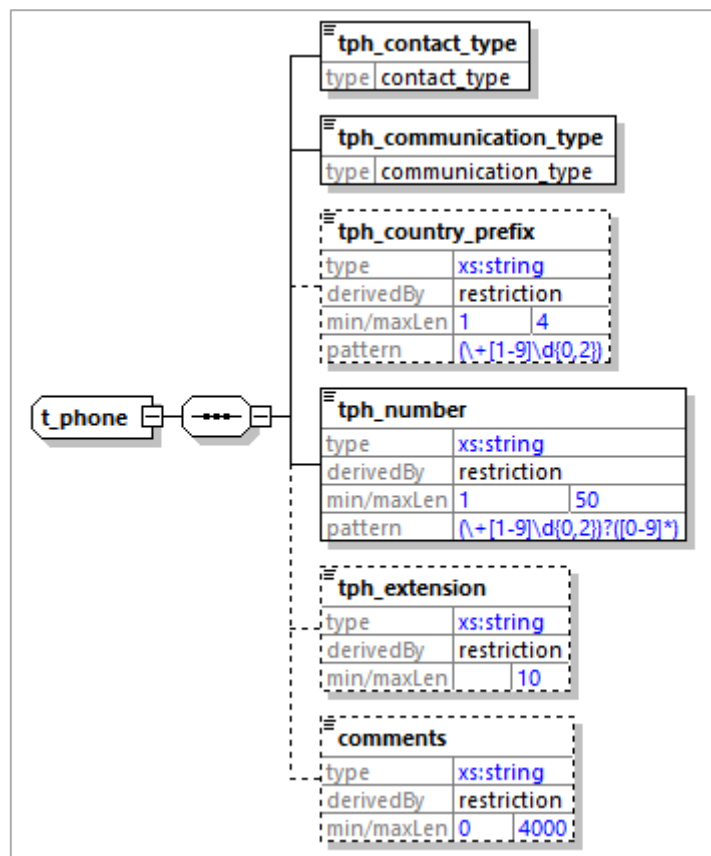 tph_contact_type
type contact_type
tph_communication_type
type communication_type
tph_country_prefix
type xs:string
derivedBy restriction
min/maxLen 1 4
pattern (\+[1-9]\d{0,2})
t_phone
tph_number
type xs:string
derivedBy restriction
min/maxLen 1 50
pattern (\+[1-9]\d{0,2})?([0-9]*)
tph_extension
type xs:string
derivedBy restriction
min/maxLen 10
comments
type xs:string
derivedBy restriction
min/maxLen 0 4000